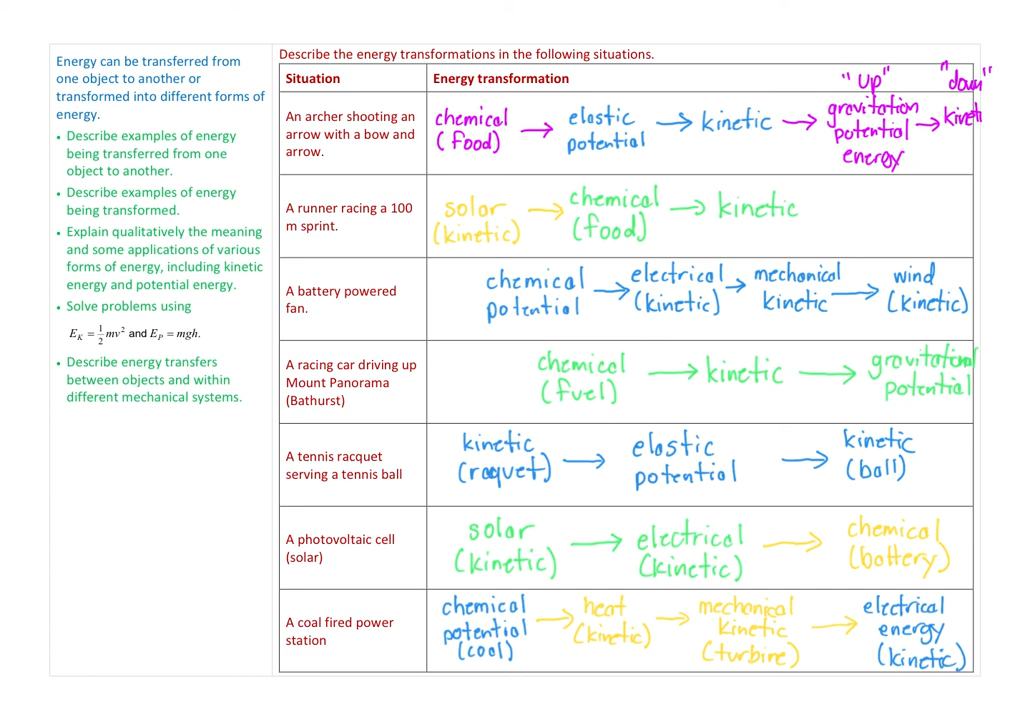 Energy can be transferred from
one object to another or
transformed into different forms of
energy.
• Describe examples of energy
being transferred from one
object to another.
• Describe examples of energy
being transformed.
• Explain qualitatively the meaning
and some applications of various
forms of energy, including kinetic
energy and potential energy.
• Solve problems using
E_K = 1/2 mv² and E_P = mgh.
• Describe energy transfers
between objects and within
different mechanical systems.
Describe the energy transformations in the following situations.
Situation
Energy transformation
"up"
"down"
An archer shooting an
arrow with a bow and
arrow.
chemical
(food)
→
elastic
potential
→ kinetic →
gravitation
potential
energy
→ kineti
A runner racing a 100
m sprint.
solar
(kinetic)
→
chemical
(food)
→ kinetic
A battery powered
fan.
chemical
potential
→
electrical
(kinetic)
→
mechanical
kinetic
→
wind
(kinetic)
A racing car driving up
Mount Panorama
(Bathurst)
chemical
(fuel)
→ kinetic →
gravitational
potential
A tennis racquet
serving a tennis ball
kinetic
(raquet)
→
elastic
potential
→
kinetic
(ball)
A photovoltaic cell
(solar)
solar
(kinetic)
→
electrical
(kinetic)
→
chemical
(battery)
A coal fired power
station
chemical
potential
(coal)
→
heat
(kinetic)
→
mechanical
kinetic
(turbine)
→
electrical
energy
(kinetic)